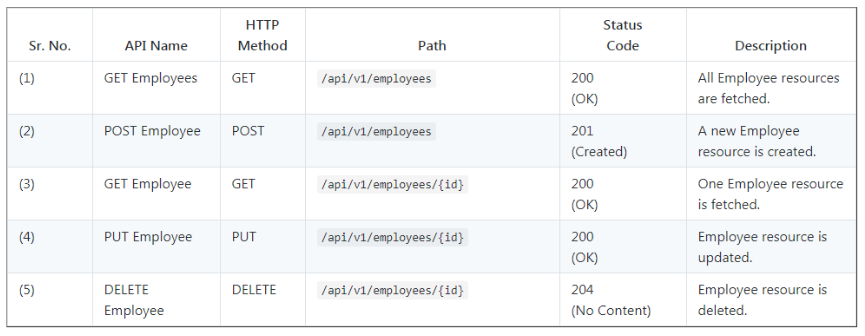 Sr. No. API Name HTTP Method Path Status Code Description
(1) GET Employees GET /api/v1/employees 200 (OK) All Employee resources are fetched.
(2) POST Employee POST /api/v1/employees 201 (Created) A new Employee resource is created.
(3) GET Employee GET /api/v1/employees/{id} 200 (OK) One Employee resource is fetched.
(4) PUT Employee PUT /api/v1/employees/{id} 200 (OK) Employee resource is updated.
(5) DELETE Employee DELETE /api/v1/employees/{id} 204 (No Content) Employee resource is deleted.